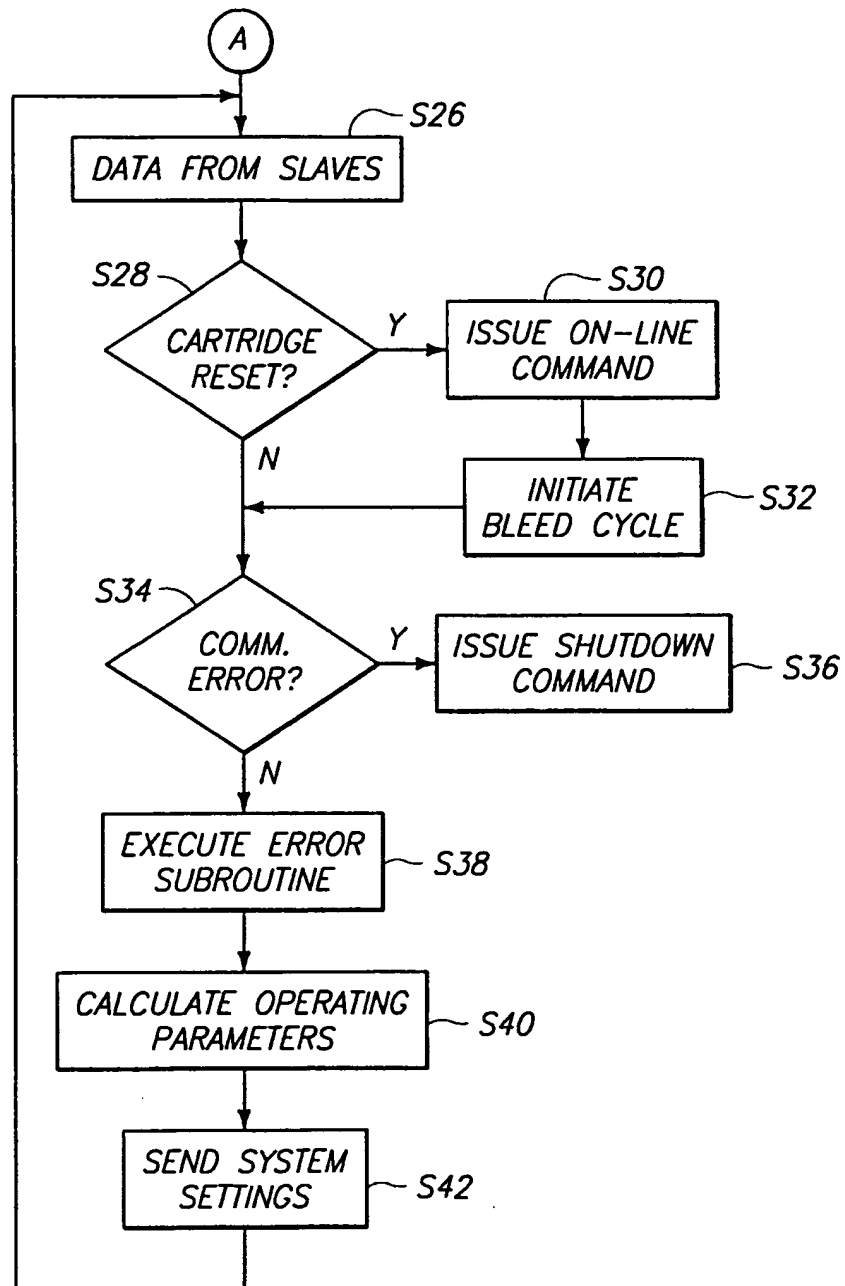 A
S26
DATA FROM SLAVES
S28
CARTRIDGE
RESET?
Y
S30
ISSUE ON-LINE
COMMAND
N
INITIATE
BLEED CYCLE
S32
S34
COMM.
ERROR?
Y
ISSUE SHUTDOWN
COMMAND
S36
N
EXECUTE ERROR
SUBROUTINE
S38
CALCULATE OPERATING
PARAMETERS
S40
SEND SYSTEM
SETTINGS
S42